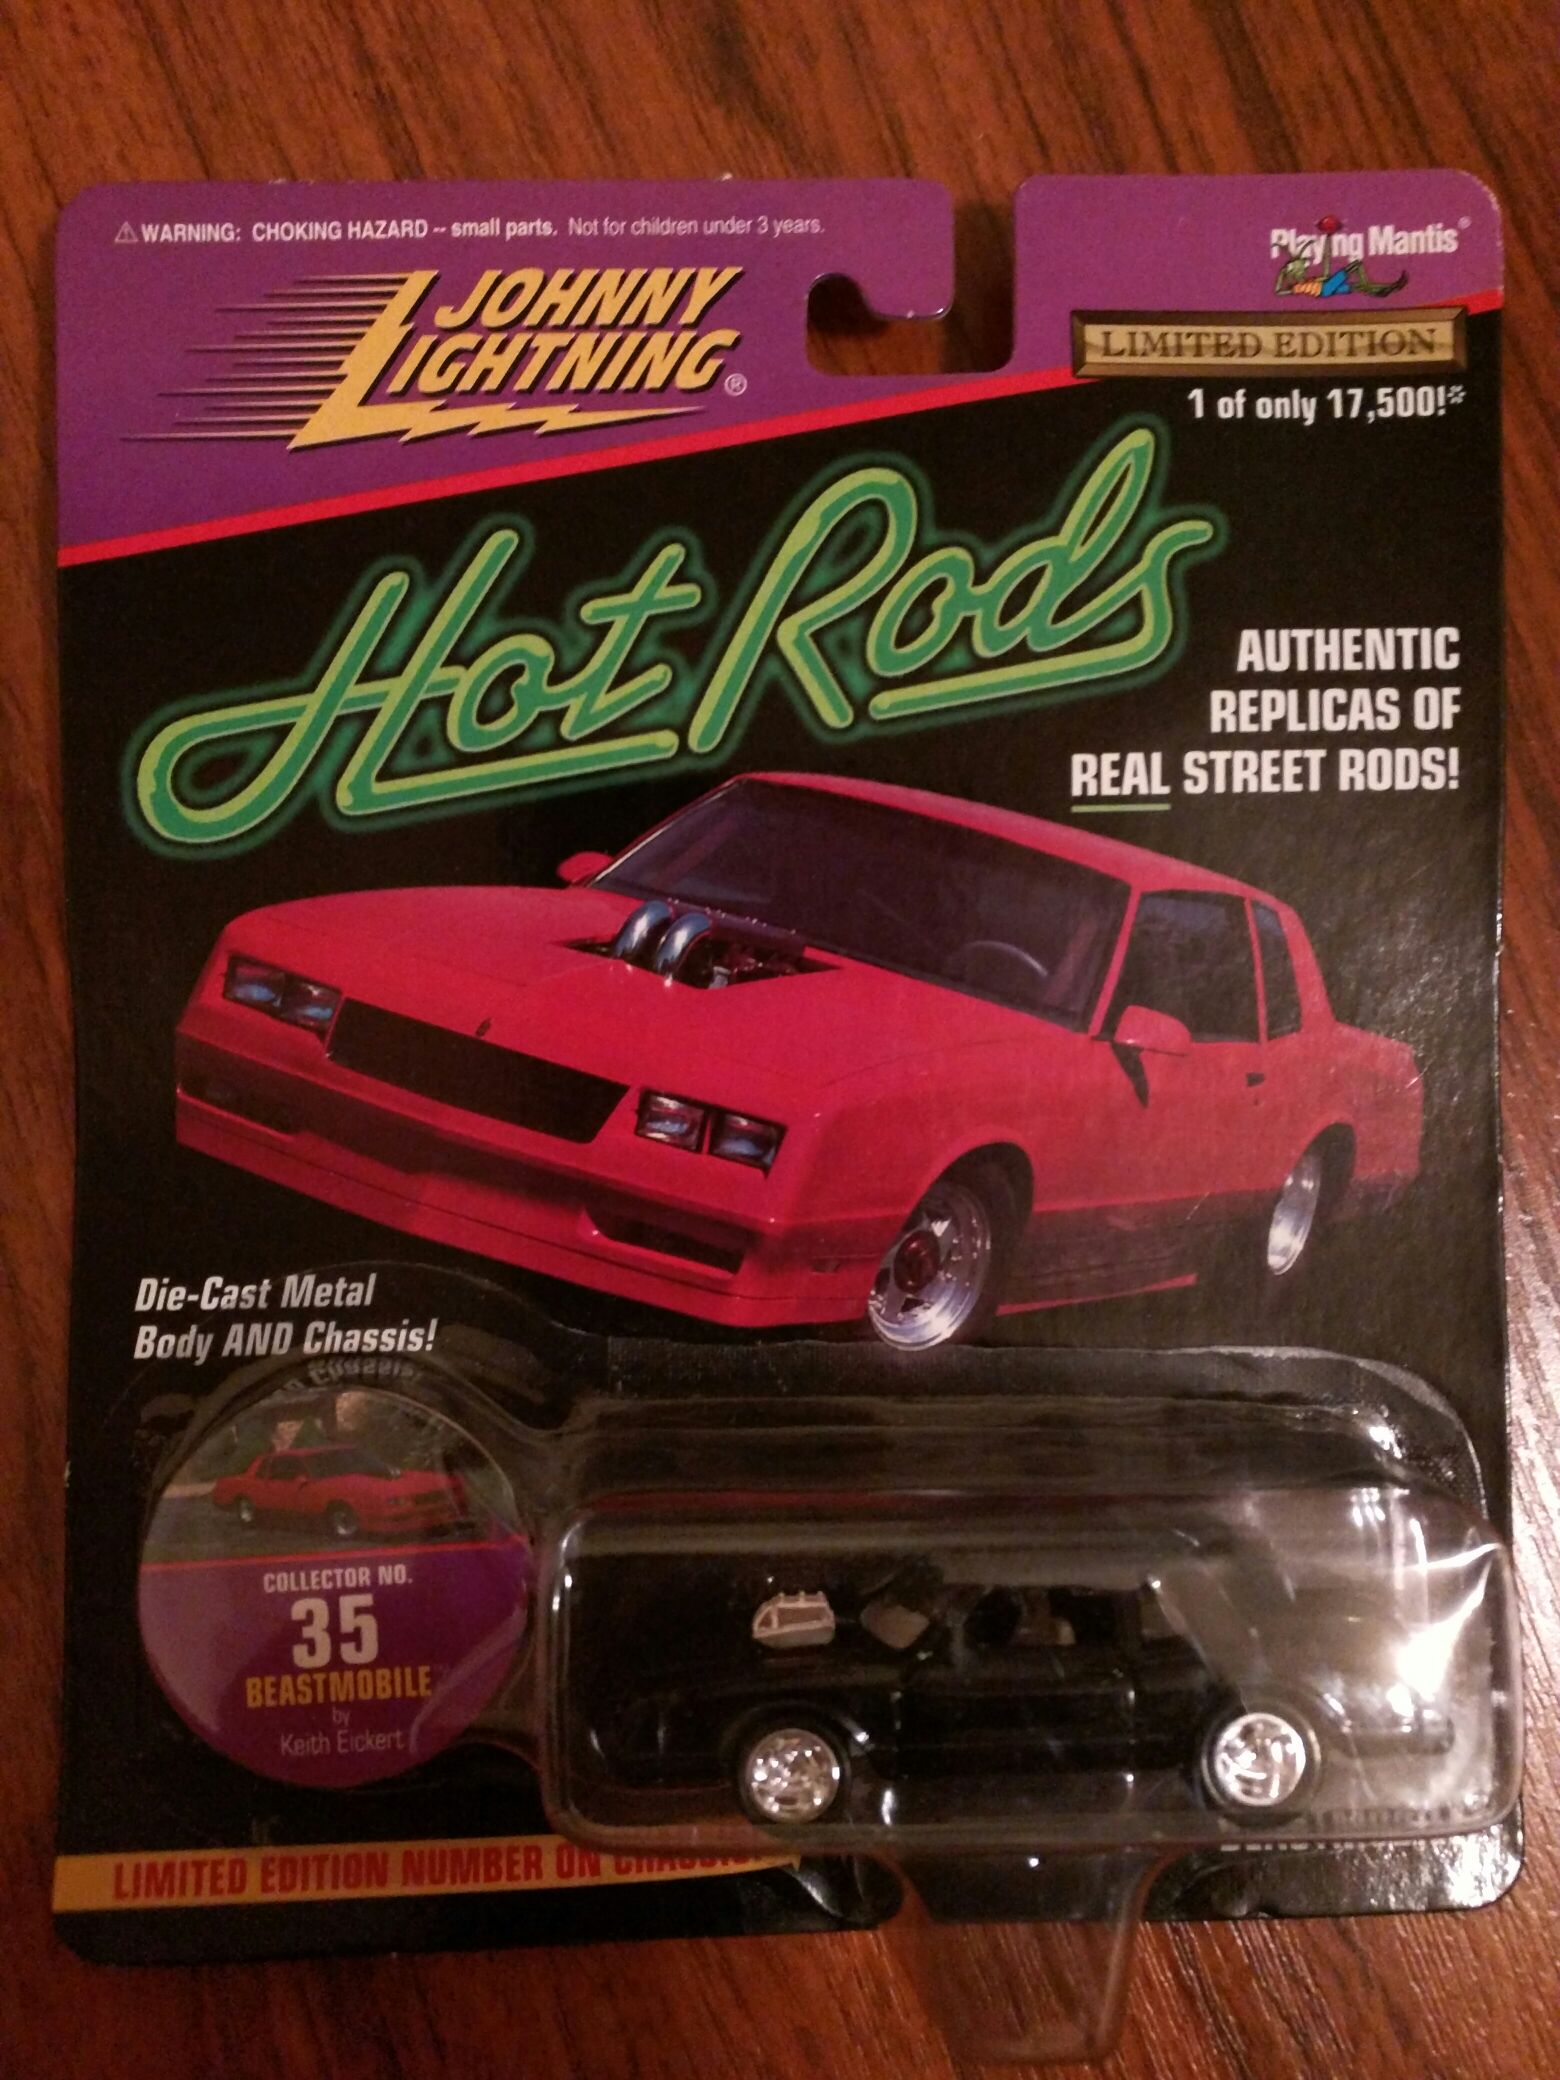 ⚠ WARNING: CHOKING HAZARD -- small parts. Not for children under 3 years.
Playing Mantis®
JOHNNY
LIGHTNING®
LIMITED EDITION
1 of only 17,500!*
Hot Rods
AUTHENTIC
REPLICAS OF
REAL STREET RODS!
Die-Cast Metal
Body AND Chassis!
COLLECTOR NO.
35
BEASTMOBILE™
by
Keith Eickert
LIMITED EDITION NUMBER ON CHASSIS